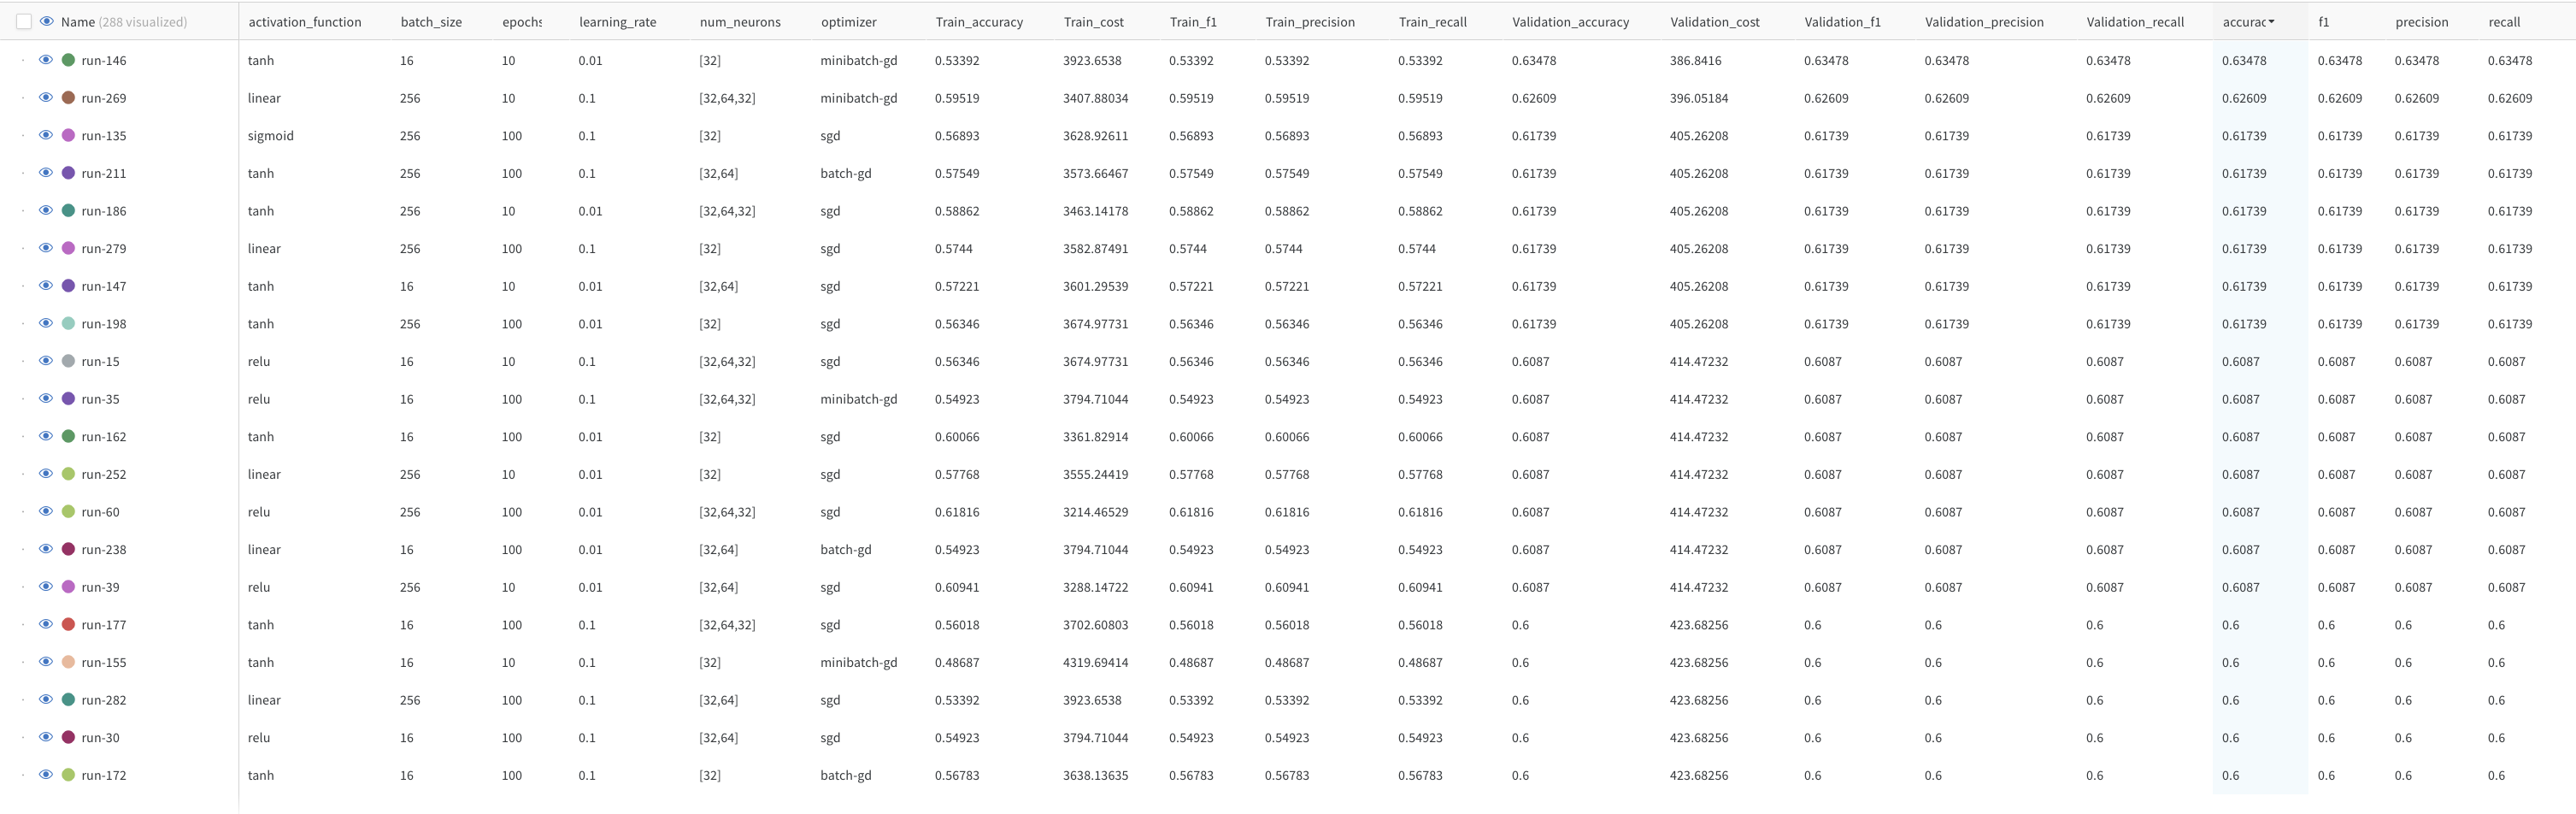 Name (288 visualized) activation_function batch_size epochs learning_rate num_neurons optimizer Train_accuracy Train_cost Train_f1 Train_precision Train_recall Validation_accuracy Validation_cost Validation_f1 Validation_precision Validation_recall accurac f1 precision recall
run-146 tanh 16 10 0.01 [32] minibatch-gd 0.53392 3923.6538 0.53392 0.53392 0.53392 0.63478 386.8416 0.63478 0.63478 0.63478 0.63478 0.63478 0.63478 0.63478
run-269 linear 256 10 0.1 [32,64,32] minibatch-gd 0.59519 3407.88034 0.59519 0.59519 0.59519 0.62609 396.05184 0.62609 0.62609 0.62609 0.62609 0.62609 0.62609 0.62609
run-135 sigmoid 256 100 0.1 [32] sgd 0.56893 3628.92611 0.56893 0.56893 0.56893 0.61739 405.26208 0.61739 0.61739 0.61739 0.61739 0.61739 0.61739 0.61739
run-211 tanh 256 100 0.1 [32,64] batch-gd 0.57549 3573.66467 0.57549 0.57549 0.57549 0.61739 405.26208 0.61739 0.61739 0.61739 0.61739 0.61739 0.61739 0.61739
run-186 tanh 256 10 0.01 [32,64,32] sgd 0.58862 3463.14178 0.58862 0.58862 0.58862 0.61739 405.26208 0.61739 0.61739 0.61739 0.61739 0.61739 0.61739 0.61739
run-279 linear 256 100 0.1 [32] sgd 0.5744 3582.87491 0.5744 0.5744 0.5744 0.61739 405.26208 0.61739 0.61739 0.61739 0.61739 0.61739 0.61739 0.61739
run-147 tanh 16 10 0.01 [32,64] sgd 0.57221 3601.29539 0.57221 0.57221 0.57221 0.61739 405.26208 0.61739 0.61739 0.61739 0.61739 0.61739 0.61739 0.61739
run-198 tanh 256 100 0.01 [32] sgd 0.56346 3674.97731 0.56346 0.56346 0.56346 0.61739 405.26208 0.61739 0.61739 0.61739 0.61739 0.61739 0.61739 0.61739
run-15 relu 16 10 0.1 [32,64,32] sgd 0.56346 3674.97731 0.56346 0.56346 0.56346 0.6087 414.47232 0.6087 0.6087 0.6087 0.6087 0.6087 0.6087 0.6087
run-35 relu 16 100 0.1 [32,64,32] minibatch-gd 0.54923 3794.71044 0.54923 0.54923 0.54923 0.6087 414.47232 0.6087 0.6087 0.6087 0.6087 0.6087 0.6087 0.6087
run-162 tanh 16 100 0.01 [32] sgd 0.60066 3361.82914 0.60066 0.60066 0.60066 0.6087 414.47232 0.6087 0.6087 0.6087 0.6087 0.6087 0.6087 0.6087
run-252 linear 256 10 0.01 [32] sgd 0.57768 3555.24419 0.57768 0.57768 0.57768 0.6087 414.47232 0.6087 0.6087 0.6087 0.6087 0.6087 0.6087 0.6087
run-60 relu 256 100 0.01 [32,64,32] sgd 0.61816 3214.46529 0.61816 0.61816 0.61816 0.6087 414.47232 0.6087 0.6087 0.6087 0.6087 0.6087 0.6087 0.6087
run-238 linear 16 100 0.01 [32,64] batch-gd 0.54923 3794.71044 0.54923 0.54923 0.54923 0.6087 414.47232 0.6087 0.6087 0.6087 0.6087 0.6087 0.6087 0.6087
run-39 relu 256 10 0.01 [32,64] sgd 0.60941 3288.14722 0.60941 0.60941 0.60941 0.6087 414.47232 0.6087 0.6087 0.6087 0.6087 0.6087 0.6087 0.6087
run-177 tanh 16 100 0.1 [32,64,32] sgd 0.56018 3702.60803 0.56018 0.56018 0.56018 0.6 423.68256 0.6 0.6 0.6 0.6 0.6 0.6 0.6
run-155 tanh 16 10 0.1 [32] minibatch-gd 0.48687 4319.69414 0.48687 0.48687 0.48687 0.6 423.68256 0.6 0.6 0.6 0.6 0.6 0.6 0.6
run-282 linear 256 100 0.1 [32,64] sgd 0.53392 3923.6538 0.53392 0.53392 0.53392 0.6 423.68256 0.6 0.6 0.6 0.6 0.6 0.6 0.6
run-30 relu 16 100 0.1 [32,64] sgd 0.54923 3794.71044 0.54923 0.54923 0.54923 0.6 423.68256 0.6 0.6 0.6 0.6 0.6 0.6 0.6
run-172 tanh 16 100 0.1 [32] batch-gd 0.56783 3638.13635 0.56783 0.56783 0.56783 0.6 423.68256 0.6 0.6 0.6 0.6 0.6 0.6 0.6